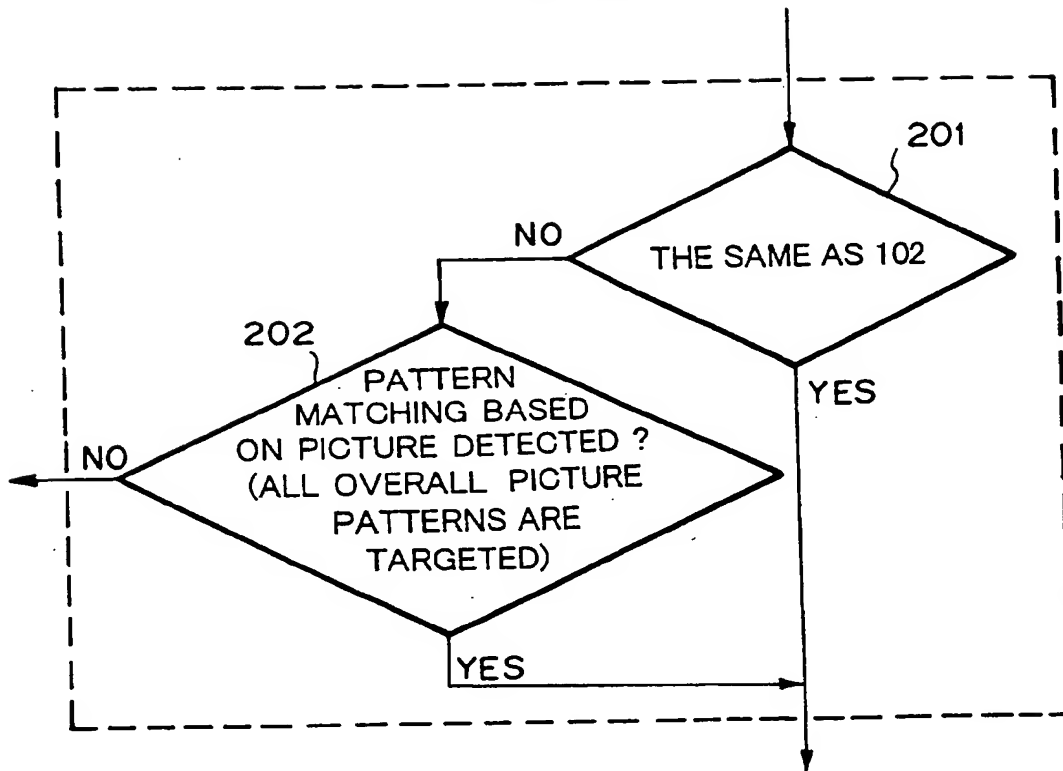 201
THE SAME AS 102
NO
YES
202
PATTERN
MATCHING BASED
ON PICTURE DETECTED ?
(ALL OVERALL PICTURE
PATTERNS ARE
TARGETED)
NO
YES